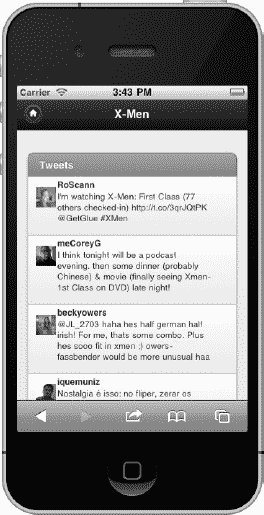 Carrier 3:43 PM
X-Men
Tweets
RoScann
I'm watching X-Men: First Class (77
others checked-in) http://t.co/3qrJQtPK
@GetGlue #XMen
meCoreyG
I think tonight will be a podcast
evening. then some dinner (probably
Chinese) & movie (finally seeing Xmen-
1st Class on DVD) late night!
beckyowers
@JL_2703 haha hes half german half
irish! For me, thats some combo. Plus
hes sooo fit in xmen ;) owers-
fassbender would be more unusual haa
iquemuniz
Nostalgia é isso: no fliper, zerar os